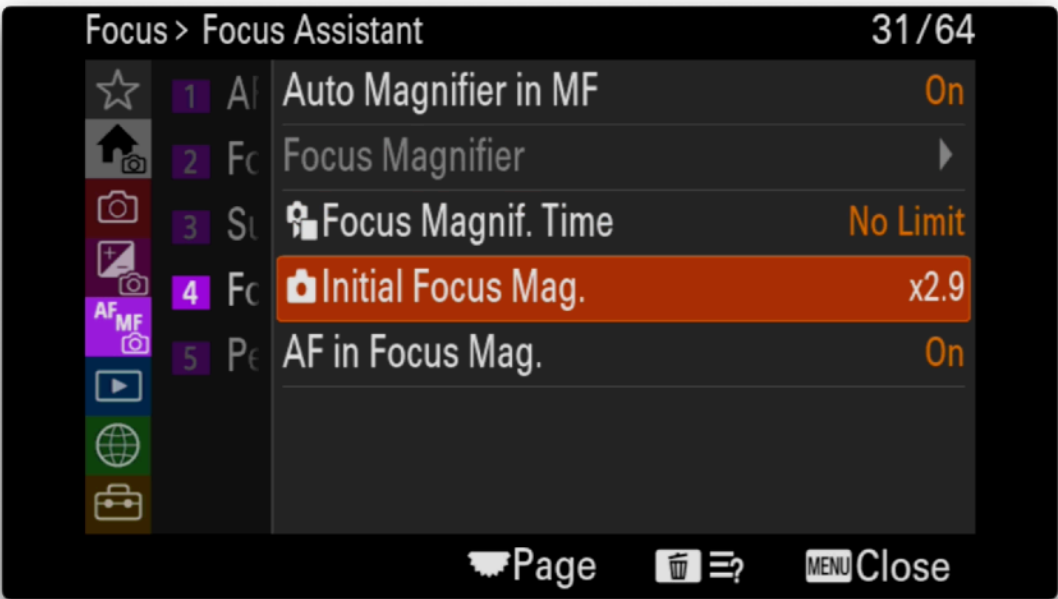 Focus > Focus Assistant 31/64
1 Auto Magnifier in MF On
2 Focus Magnifier
3 Focus Magnif. Time No Limit
4 Initial Focus Mag. x2.9
AF MF
5 AF in Focus Mag. On
Page MENU Close